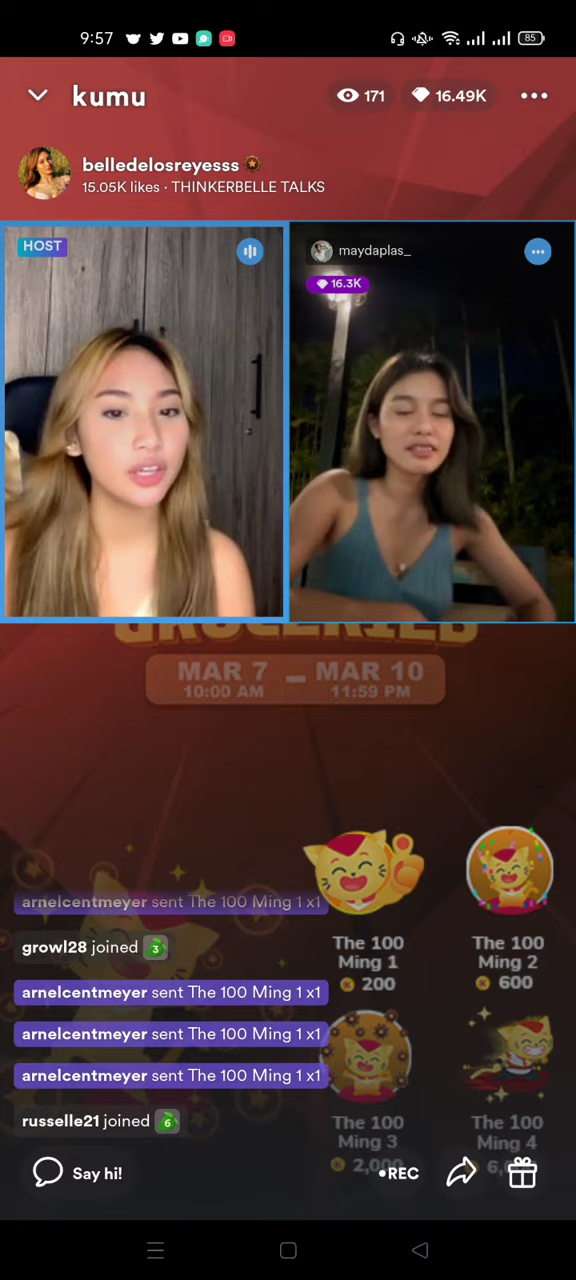 9:57
85
kumu
171
16.49K
belledelosreyesss
15.05K likes · THINKERBELLE TALKS
HOST
maydaplas_
16.3K
GROCERIES
MAR 7 - MAR 10
10:00 AM 11:59 PM
arnelcentmeyer sent The 100 Ming 1 x1
growl28 joined 3
arnelcentmeyer sent The 100 Ming 1 x1
arnelcentmeyer sent The 100 Ming 1 x1
arnelcentmeyer sent The 100 Ming 1 x1
russelle21 joined 6
The 100
Ming 1
200
The 100
Ming 2
600
The 100
Ming 3
2,000
The 100
Ming 4
Say hi!
•REC